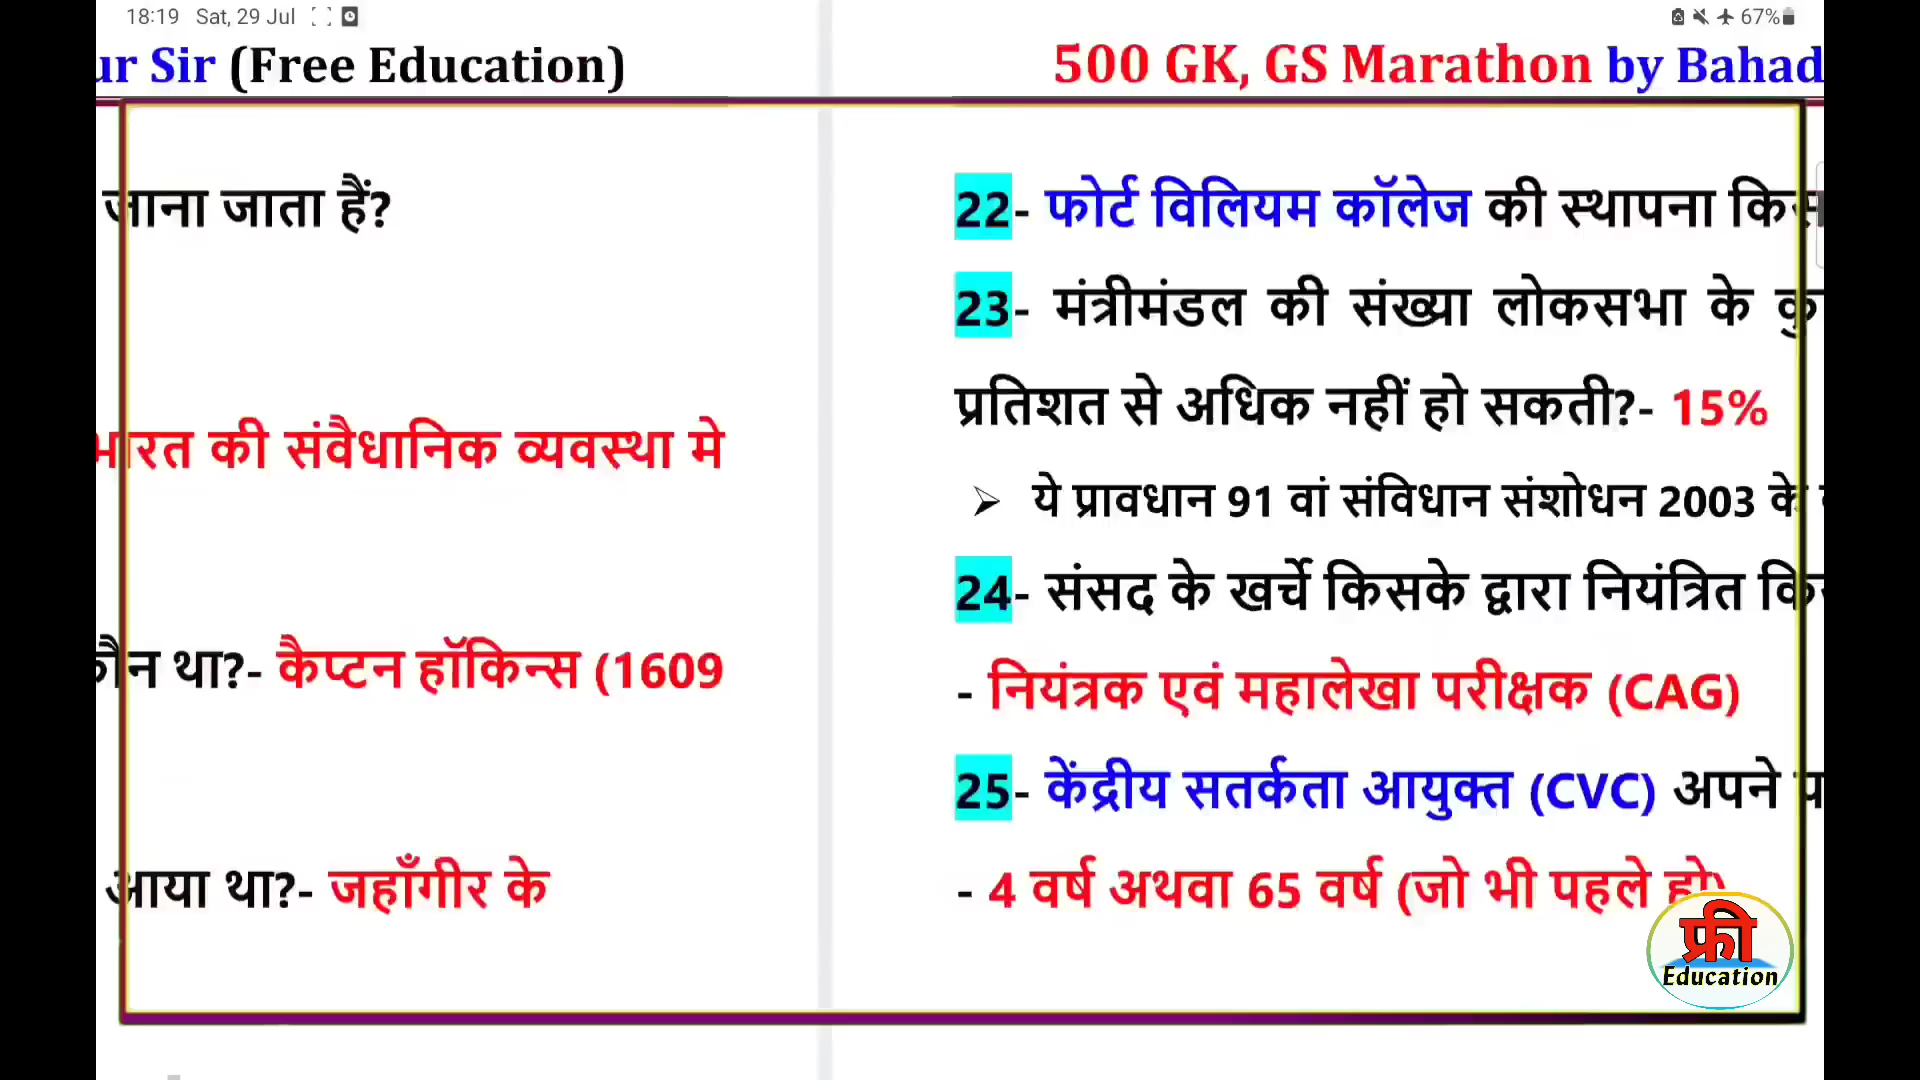 18:19 Sat, 29 Jul
67%
ur Sir (Free Education)
जाना जाता हैं?
भारत की संवैधानिक व्यवस्था मे
कौन था?- कैप्टन हॉकिन्स (1609
आया था?- जहाँगीर के
500 GK, GS Marathon by Bahad
22- फोर्ट विलियम कॉलेज की स्थापना किस
23- मंत्रीमंडल की संख्या लोकसभा के कु
प्रतिशत से अधिक नहीं हो सकती?- 15%
➢ ये प्रावधान 91 वां संविधान संशोधन 2003 के
24- संसद के खर्चे किसके द्वारा नियंत्रित
- नियंत्रक एवं महालेखा परीक्षक (CAG)
25- केंद्रीय सतर्कता आयुक्त (CVC) अपने प
- 4 वर्ष अथवा 65 वर्ष (जो भी पहले हो)
फ्री
Education